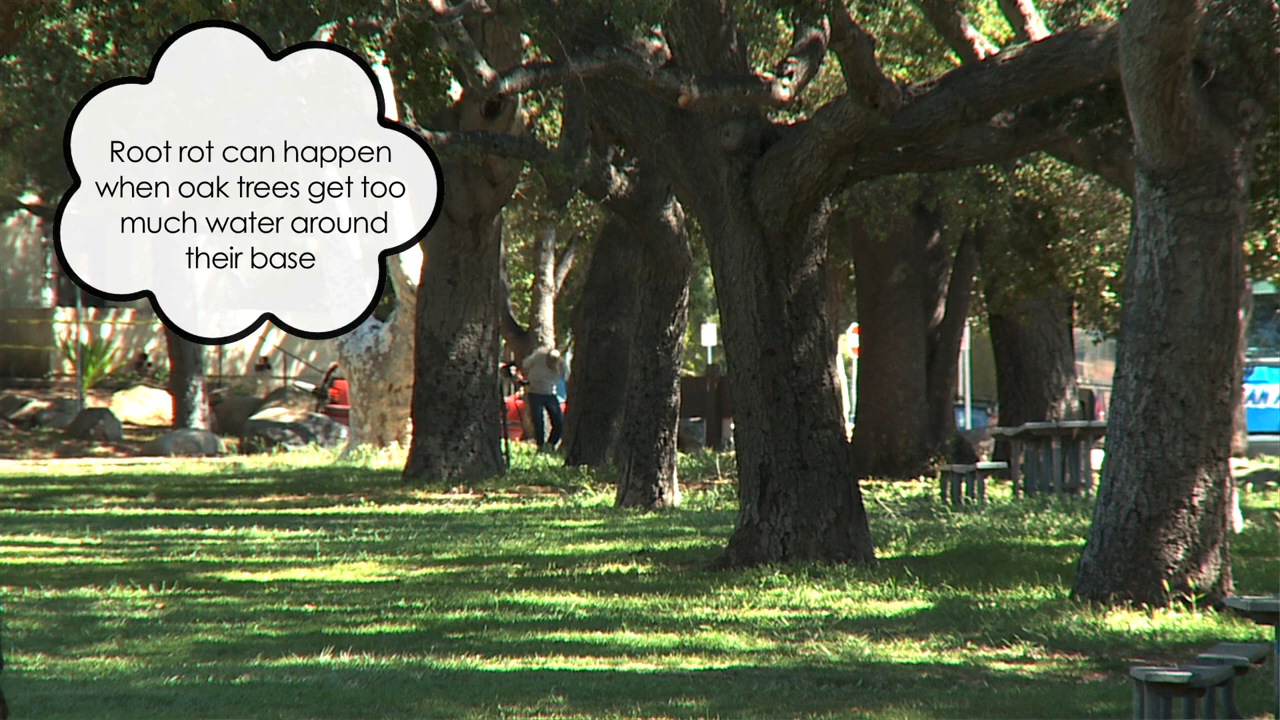 Root rot can happen
when oak trees get too
much water around
their base